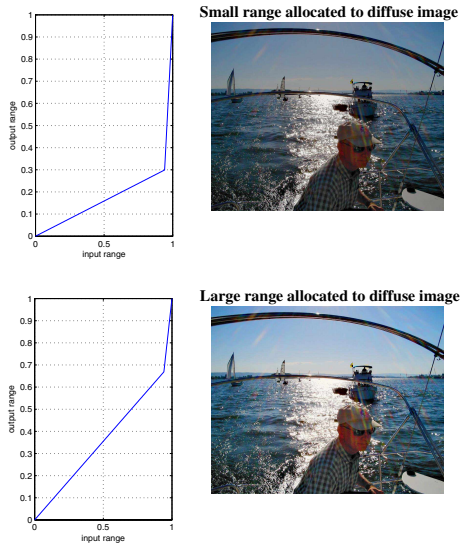 Small range allocated to diffuse image
1
0.9
0.8
0.7
0.6
0.5
0.4
0.3
0.2
0.1
0
0 0.5 1
output range
input range
Large range allocated to diffuse image
1
0.9
0.8
0.7
0.6
0.5
0.4
0.3
0.2
0.1
0
0 0.5 1
output range
input range